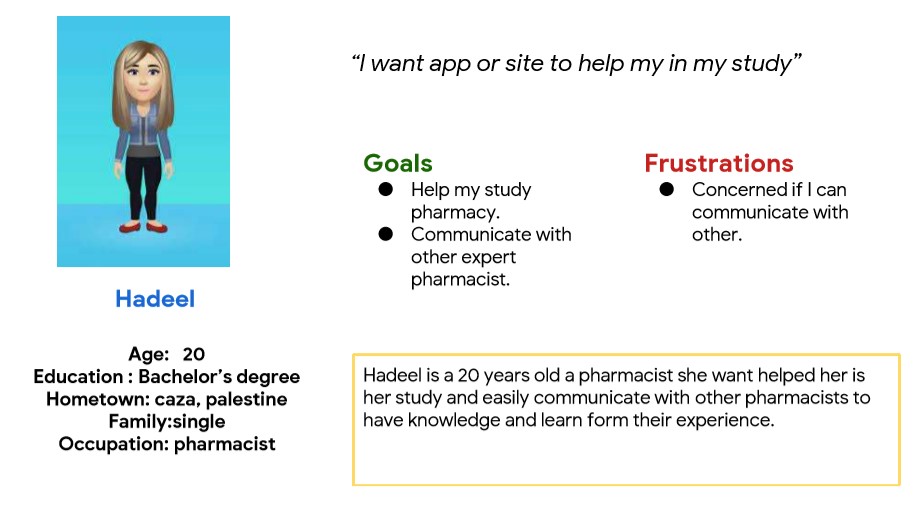 “I want app or site to help my in my study”
Goals
● Help my study
pharmacy.
● Communicate with
other expert
pharmacist.
Frustrations
● Concerned if I can
communicate with
other.
Hadeel
Age: 20
Education : Bachelor’s degree
Hometown: caza, palestine
Family:single
Occupation: pharmacist
Hadeel is a 20 years old a pharmacist she want helped her is
her study and easily communicate with other pharmacists to
have knowledge and learn form their experience.